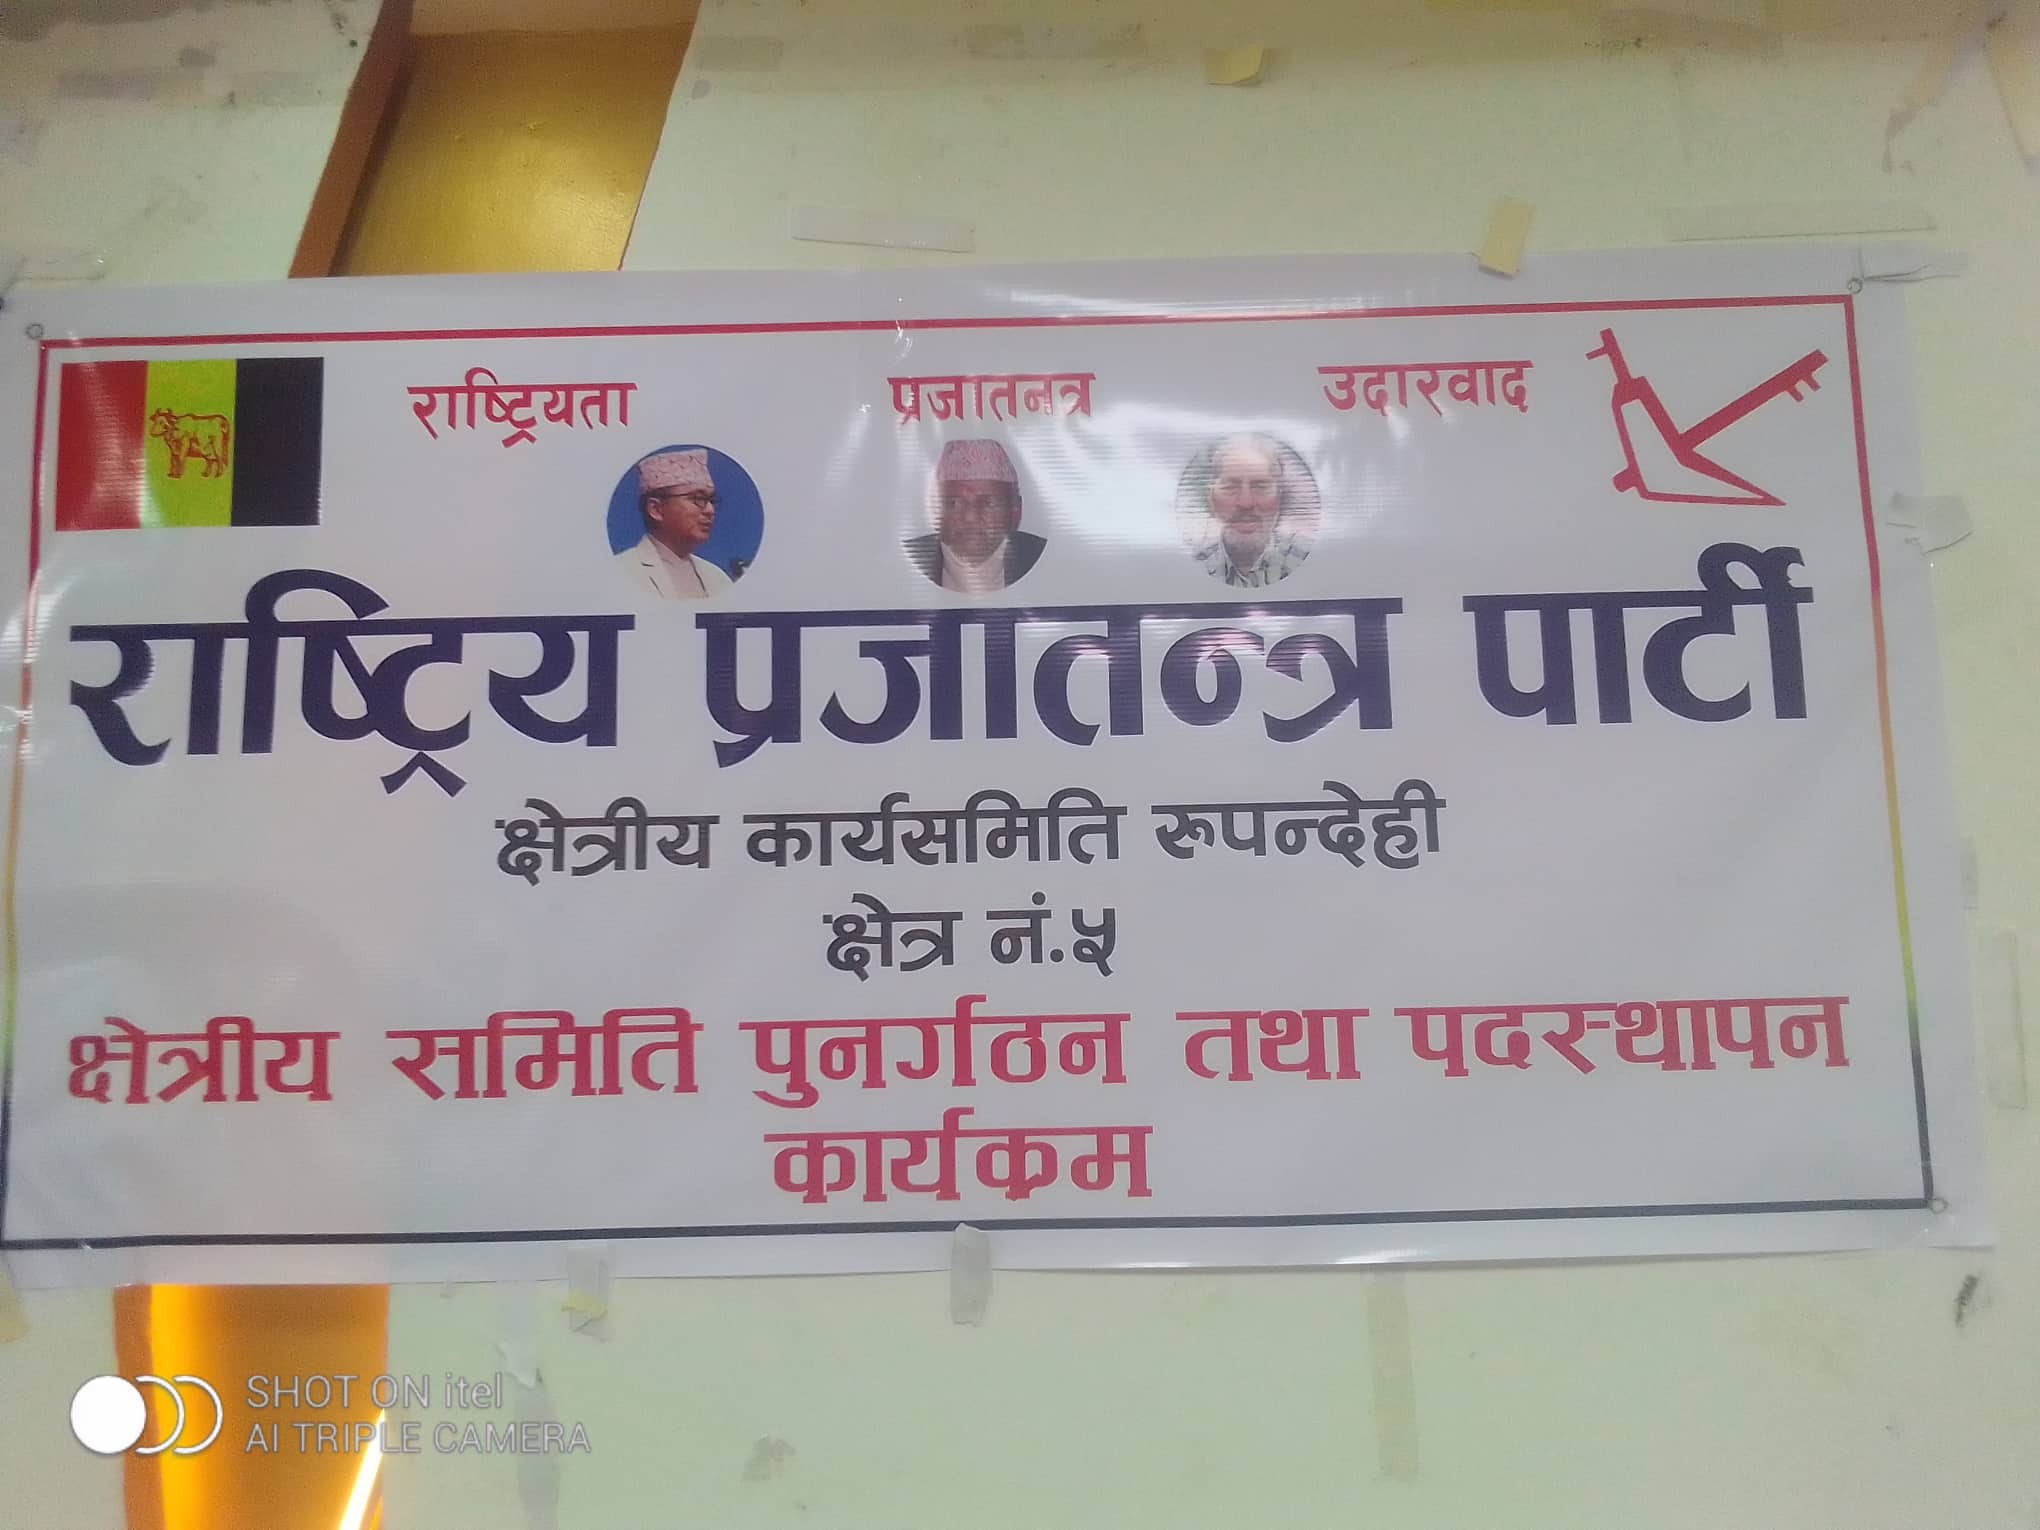 राष्ट्रियता प्रजातनत्र उदारवाद
राष्ट्रिय प्रजातन्त्र पार्टी
क्षेत्रीय कार्यसमिति रूपन्देही
क्षेत्र नं.५
क्षेत्रीय समिति पुनर्गठन तथा पदस्थापन
कार्यक्रम
SHOT ON itel
AI TRIPLE CAMERA